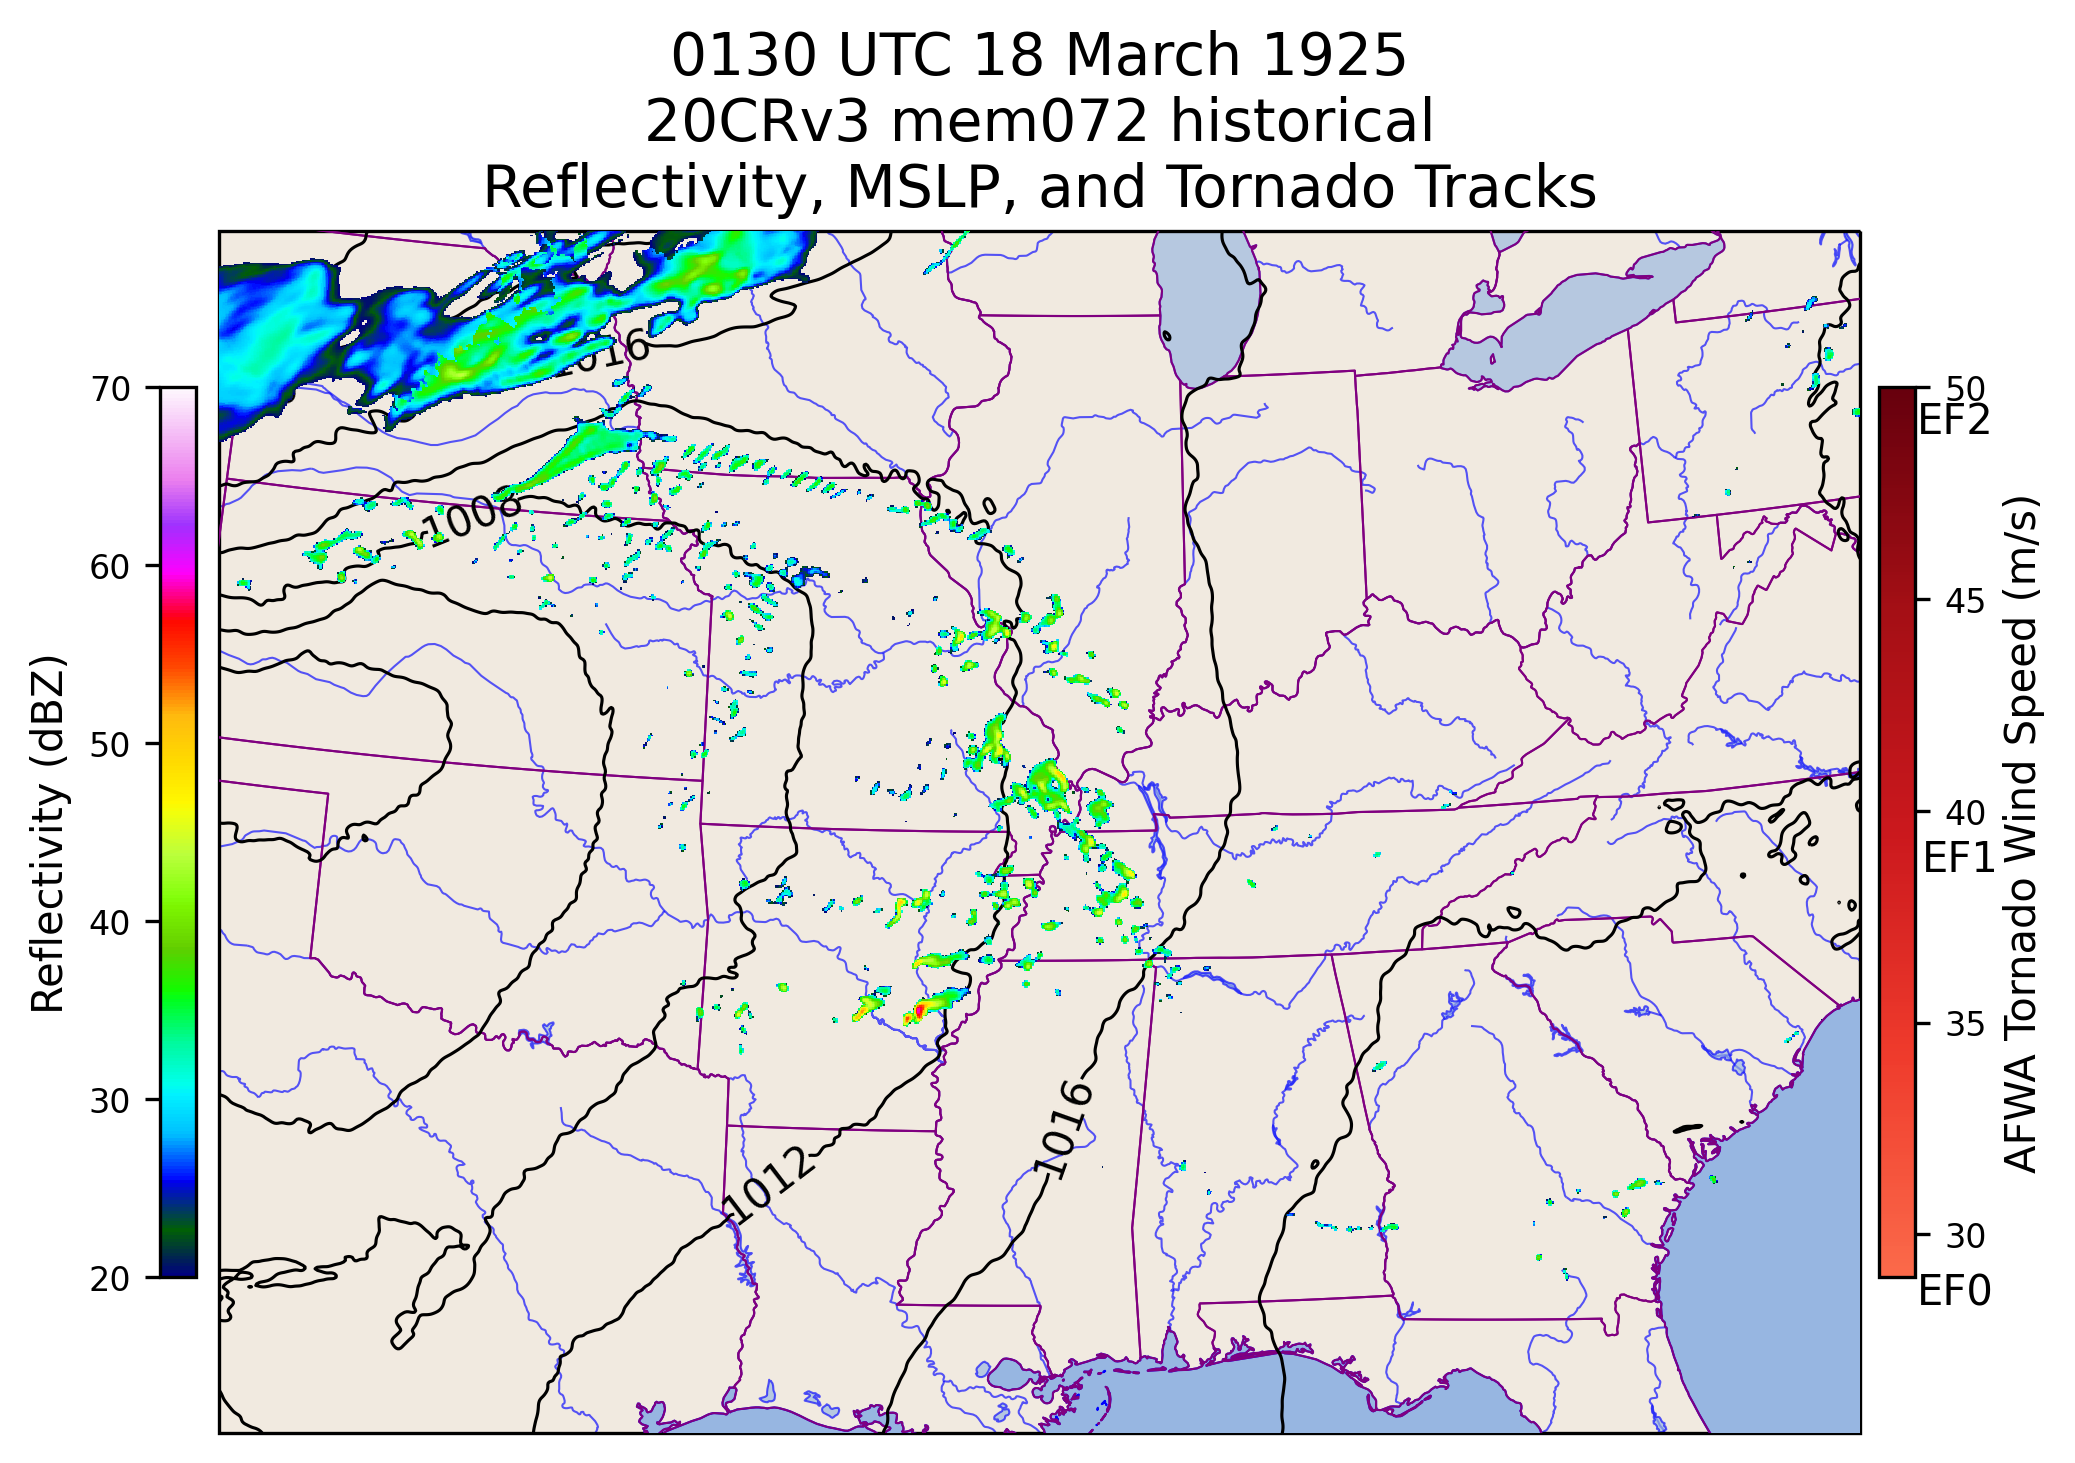 0130 UTC 18 March 1925
20CRv3 mem072 historical
Reflectivity, MSLP, and Tornado Tracks
Reflectivity (dBZ)
70
60
50
40
30
20
1016
1008
1016
1012
50
EF2
45
40
EF1
35
30
EF0
AFWA Tornado Wind Speed (m/s)